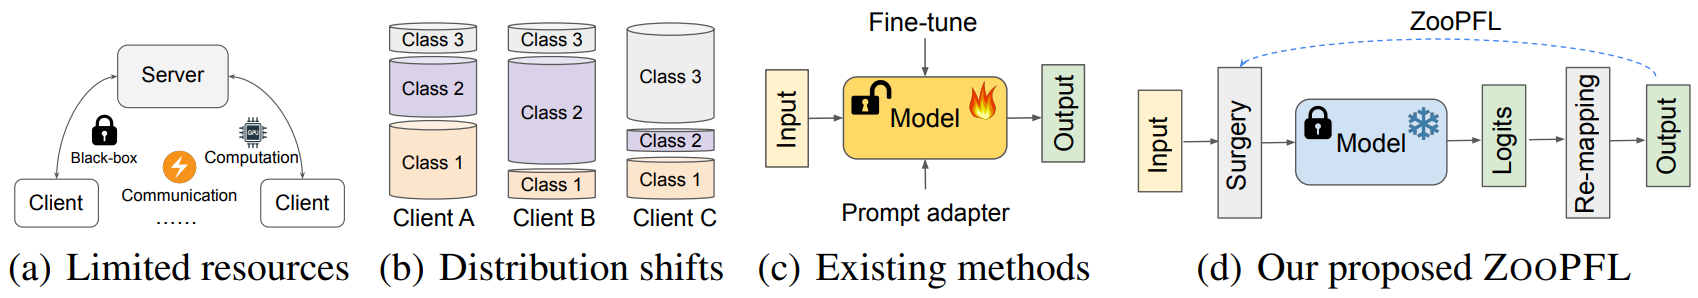 Server
Black-box
GPU
Computation
Communication
Client
Client
......
(a) Limited resources
Class 3
Class 2
Class 1
Client A
Class 3
Class 2
Class 1
Client B
Class 3
Class 2
Class 1
Client C
(b) Distribution shifts
Fine-tune
Input
Model
Output
Prompt adapter
(c) Existing methods
ZooPFL
Input
Surgery
Model
Logits
Re-mapping
Output
(d) Our proposed ZOOPFL